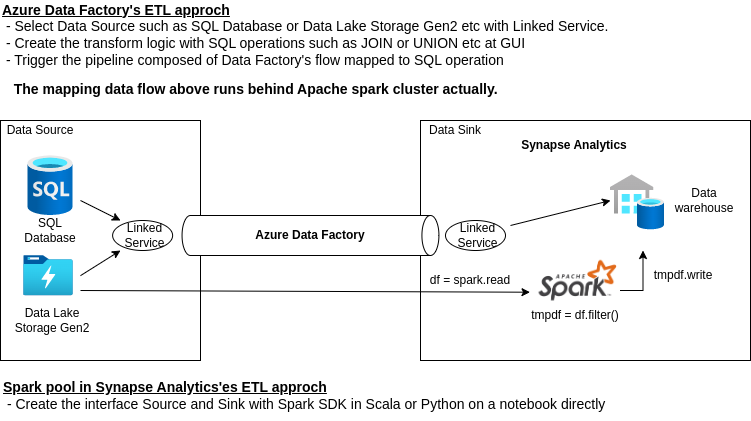 Azure Data Factory's ETL approch
- Select Data Source such as SQL Database or Data Lake Storage Gen2 etc with Linked Service.
- Create the transform logic with SQL operations such as JOIN or UNION etc at GUI
- Trigger the pipeline composed of Data Factory's flow mapped to SQL operation
The mapping data flow above runs behind Apache spark cluster actually.
Data Source
SQL
SQL
Database
Data Lake
Storage Gen2
Linked
Service
Azure Data Factory
Data Sink
Synapse Analytics
Linked
Service
Data
warehouse
df = spark.read
APACHE
Spark™
tmpdf = df.filter()
tmpdf.write
Spark pool in Synapse Analytics'es ETL approch
- Create the interface Source and Sink with Spark SDK in Scala or Python on a notebook directly